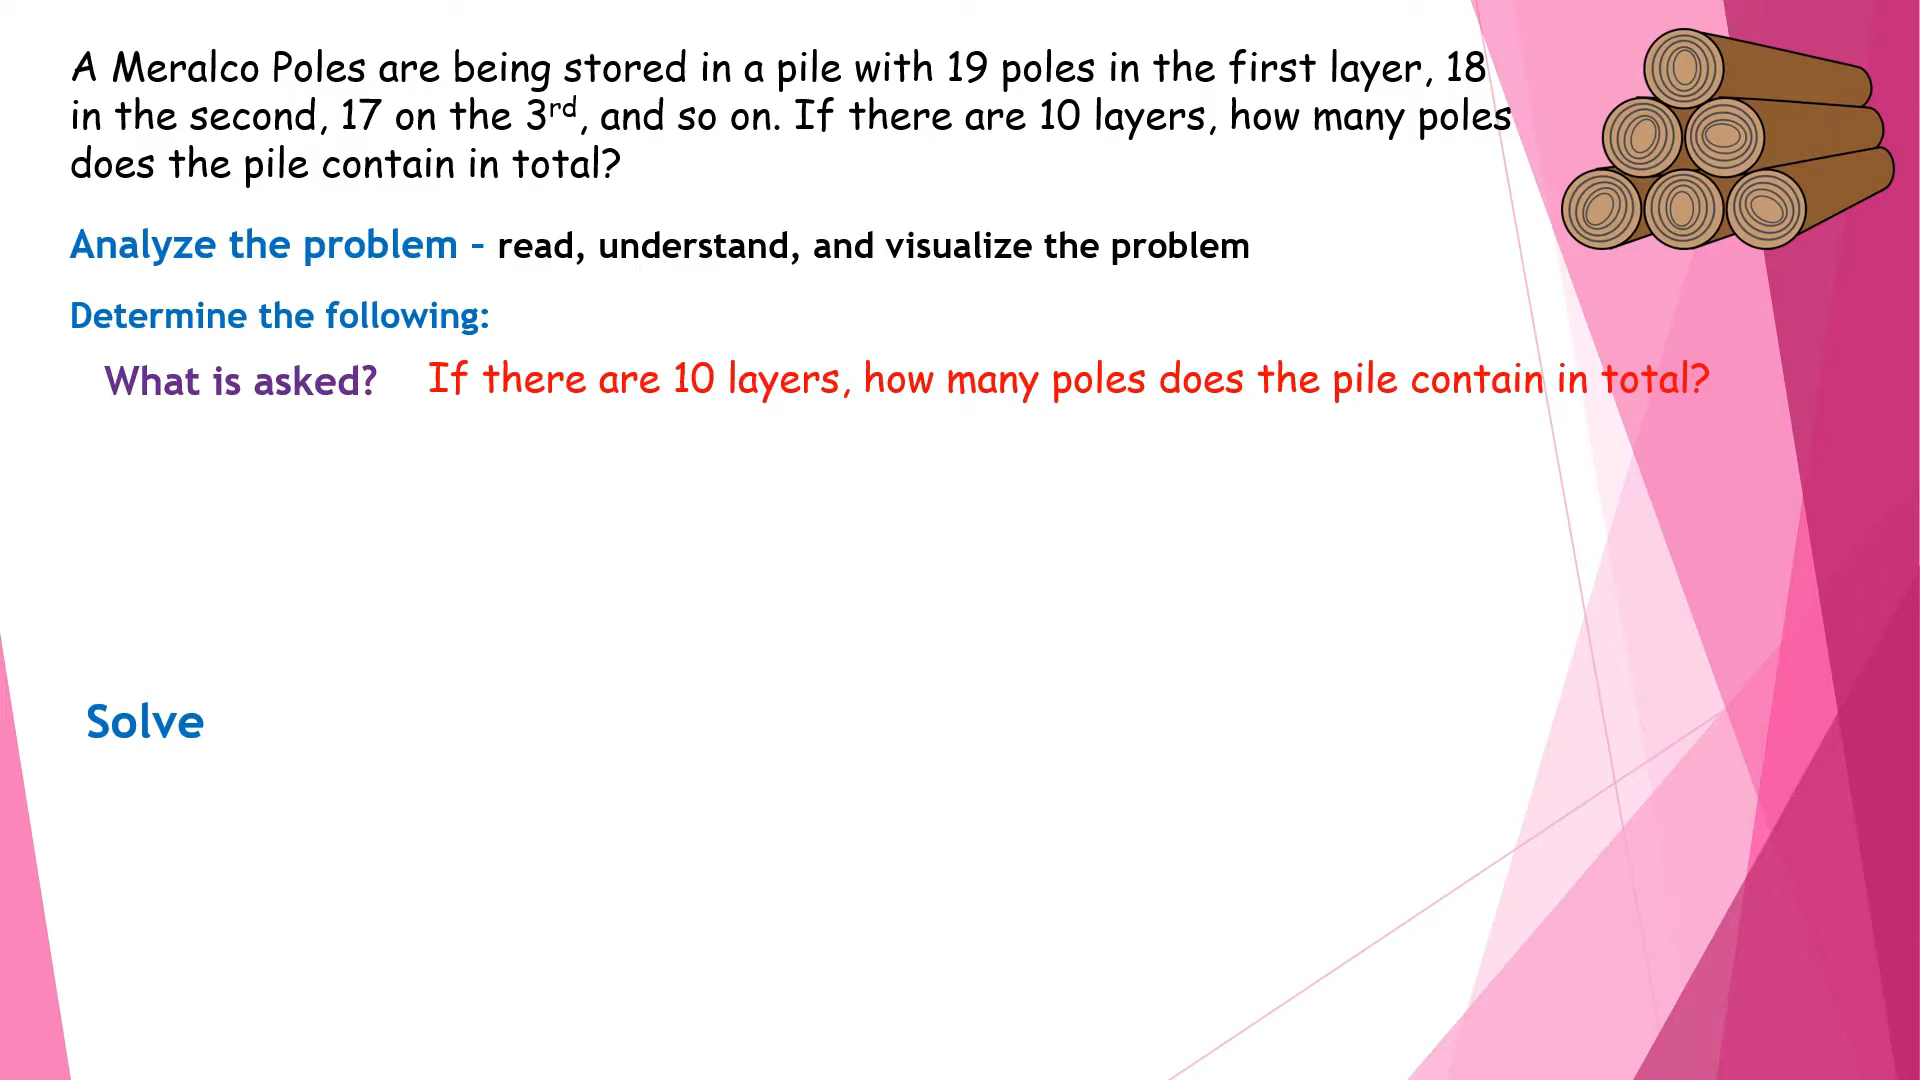 A Meralco Poles are being stored in a pile with 19 poles in the first layer, 18
in the second, 17 on the 3rd, and so on. If there are 10 layers, how many poles
does the pile contain in total?
Analyze the problem – read, understand, and visualize the problem
Determine the following:
What is asked? If there are 10 layers, how many poles does the pile contain in total?
Solve